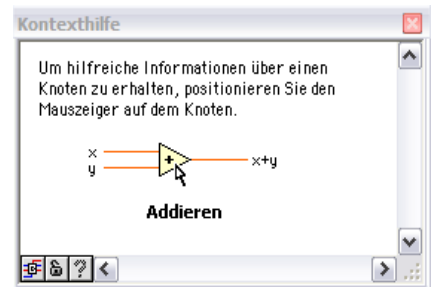 Kontexthilfe
Um hilfreiche Informationen über einen
Knoten zu erhalten, positionieren Sie den
Mauszeiger auf dem Knoten.
x
y
+
x+y
Addieren
?